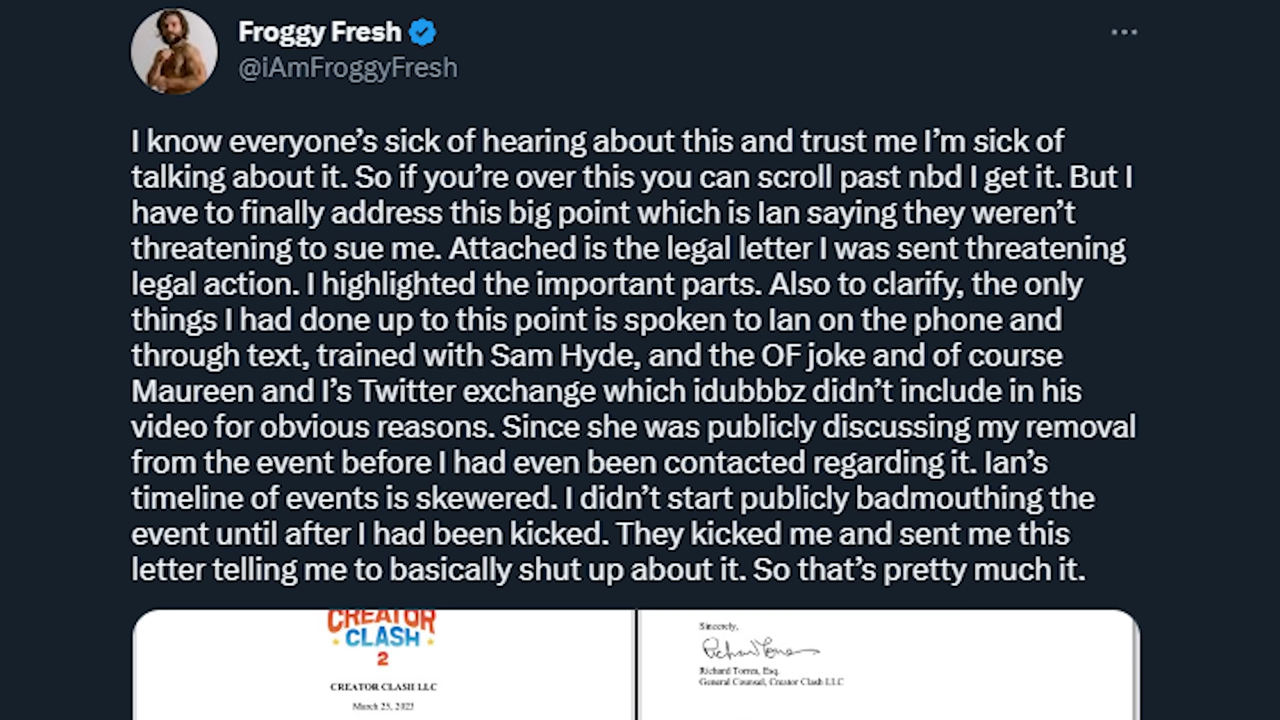 Froggy Fresh
@iAmFroggyFresh
I know everyone's sick of hearing about this and trust me I'm sick of
talking about it. So if you're over this you can scroll past nbd I get it. But I
have to finally address this big point which is Ian saying they weren't
threatening to sue me. Attached is the legal letter I was sent threatening
legal action. I highlighted the important parts. Also to clarify, the only
things I had done up to this point is spoken to Ian on the phone and
through text, trained with Sam Hyde, and the OF joke and of course
Maureen and I's Twitter exchange which idubbbz didn't include in his
video for obvious reasons. Since she was publicly discussing my removal
from the event before I had even been contacted regarding it. Ian's
timeline of events is skewered. I didn't start publicly badmouthing the
event until after I had been kicked. They kicked me and sent me this
letter telling me to basically shut up about it. So that's pretty much it.
CREATOR
CLASH
2
CREATOR CLASH LLC
March 25, 2023
Sincerely,
Richard Torres, Esq.
General Counsel, Creator Clash LLC